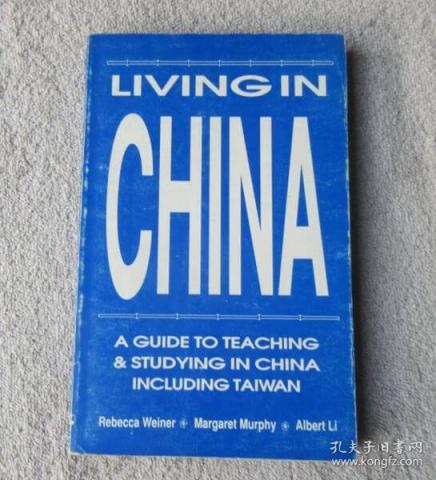 LIVING IN
CHINA
A GUIDE TO TEACHING
& STUDYING IN CHINA
INCLUDING TAIWAN
Rebecca Weiner ✦ Margaret Murphy ✦ Albert Li
孔夫子旧书网
www.kongfz.com